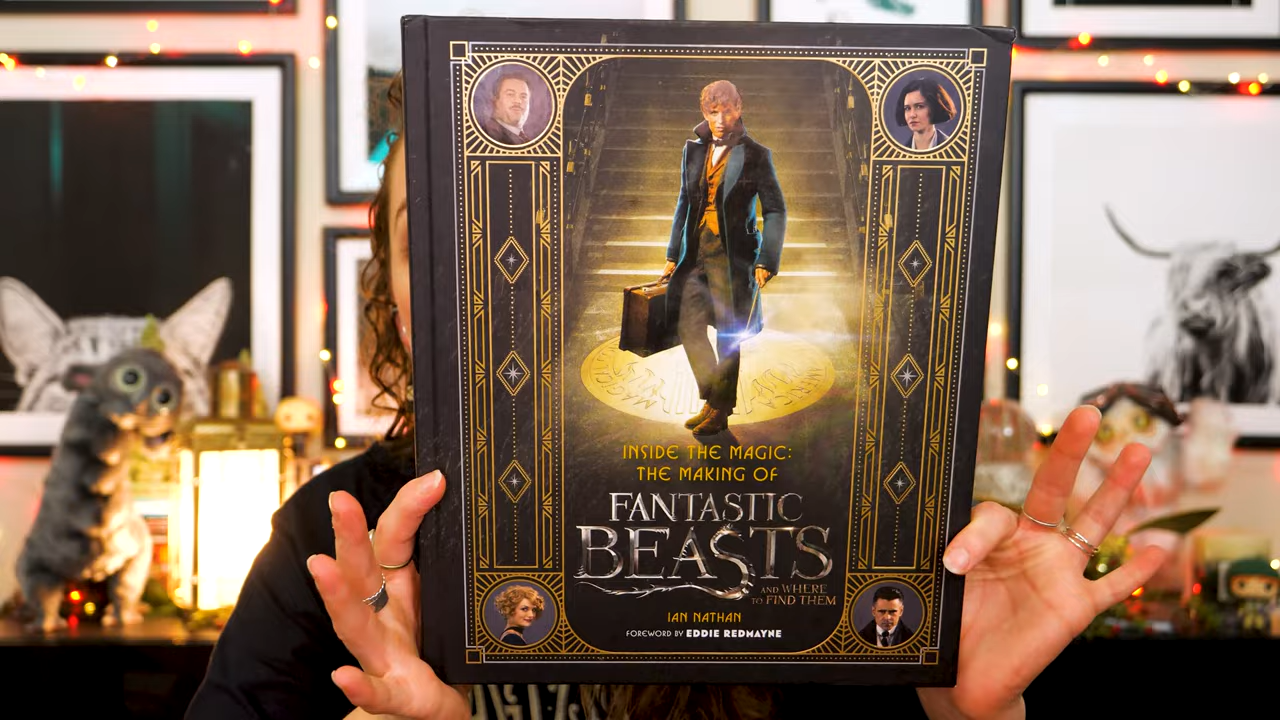 INSIDE THE MAGIC:
THE MAKING OF
FANTASTIC
BEASTS
AND WHERE
TO FIND THEM
IAN NATHAN
FOREWORD BY EDDIE REDMAYNE